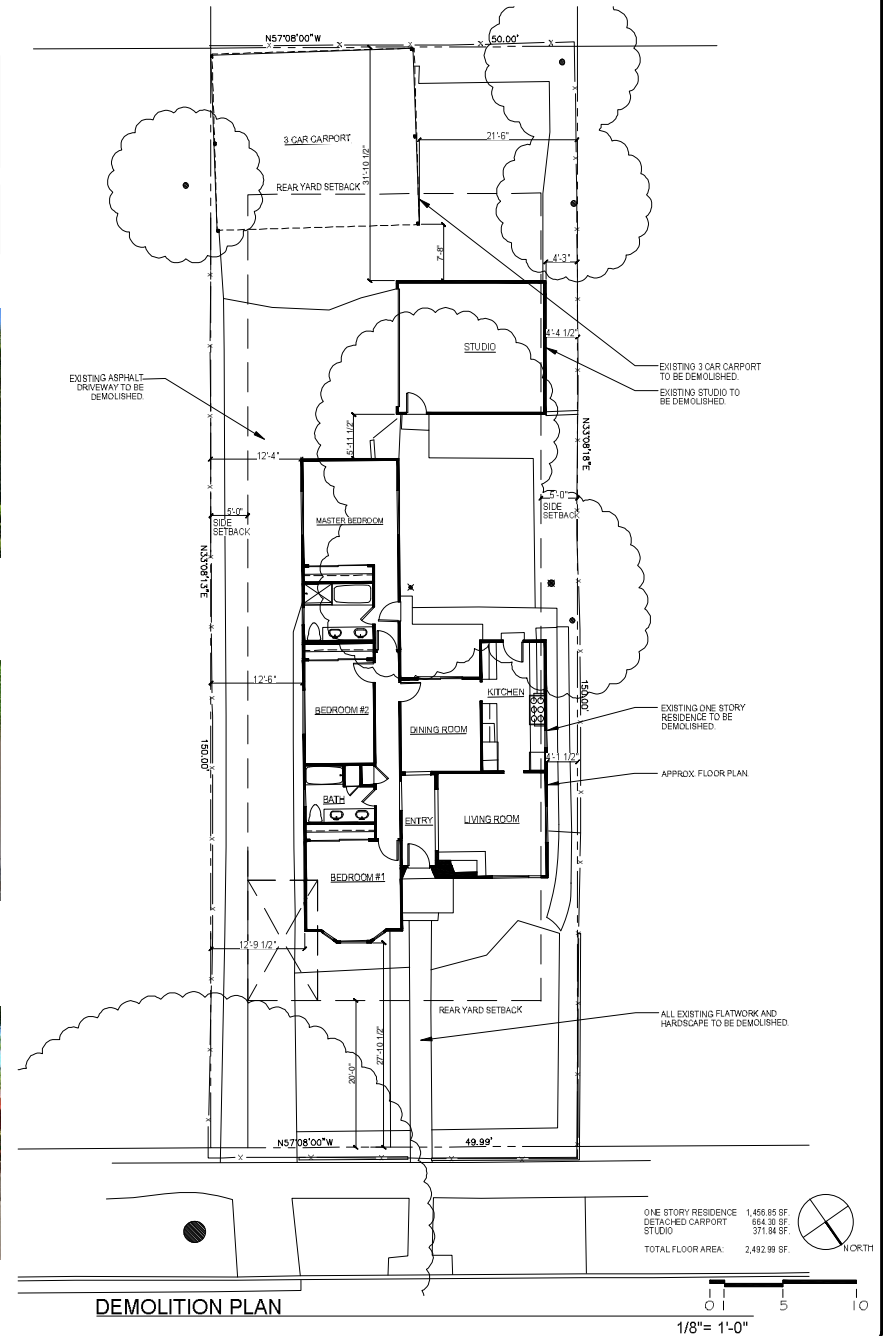 N57°08'00"W
50.00'
3 CAR CARPORT
21'-6"
31'-10 1/2"
REAR YARD SETBACK
7'-8"
4'-3"
4'-4 1/2"
STUDIO
EXISTING 3 CAR CARPORT
TO BE DEMOLISHED.
EXISTING STUDIO TO
BE DEMOLISHED.
EXISTING ASPHALT
DRIVEWAY TO BE
DEMOLISHED.
5'-11 1/2"
N33°08'18"E
12'-4"
5'-0"
SIDE
SETBACK
5'-0"
SIDE
SETBACK
MASTER BEDROOM
N33°08'13"E
12'-6"
KITCHEN
150.00'
BEDROOM #2
EXISTING ONE STORY
RESIDENCE TO BE
DEMOLISHED.
DINING ROOM
150.00'
4'-1 1/2"
APPROX. FLOOR PLAN.
BATH
ENTRY
LIVING ROOM
BEDROOM #1
12'-9 1/2"
REAR YARD SETBACK
ALL EXISTING FLATWORK AND
HARDSCAPE TO BE DEMOLISHED.
27'-10 1/2"
20'-0"
N57°08'00"W
49.99'
ONE STORY RESIDENCE 1,456.85 SF.
DETACHED CARPORT 664.30 SF.
STUDIO 371.84 SF.
TOTAL FLOOR AREA: 2,492.99 SF.
NORTH
DEMOLITION PLAN
0 1 5 10
1/8"= 1'-0"